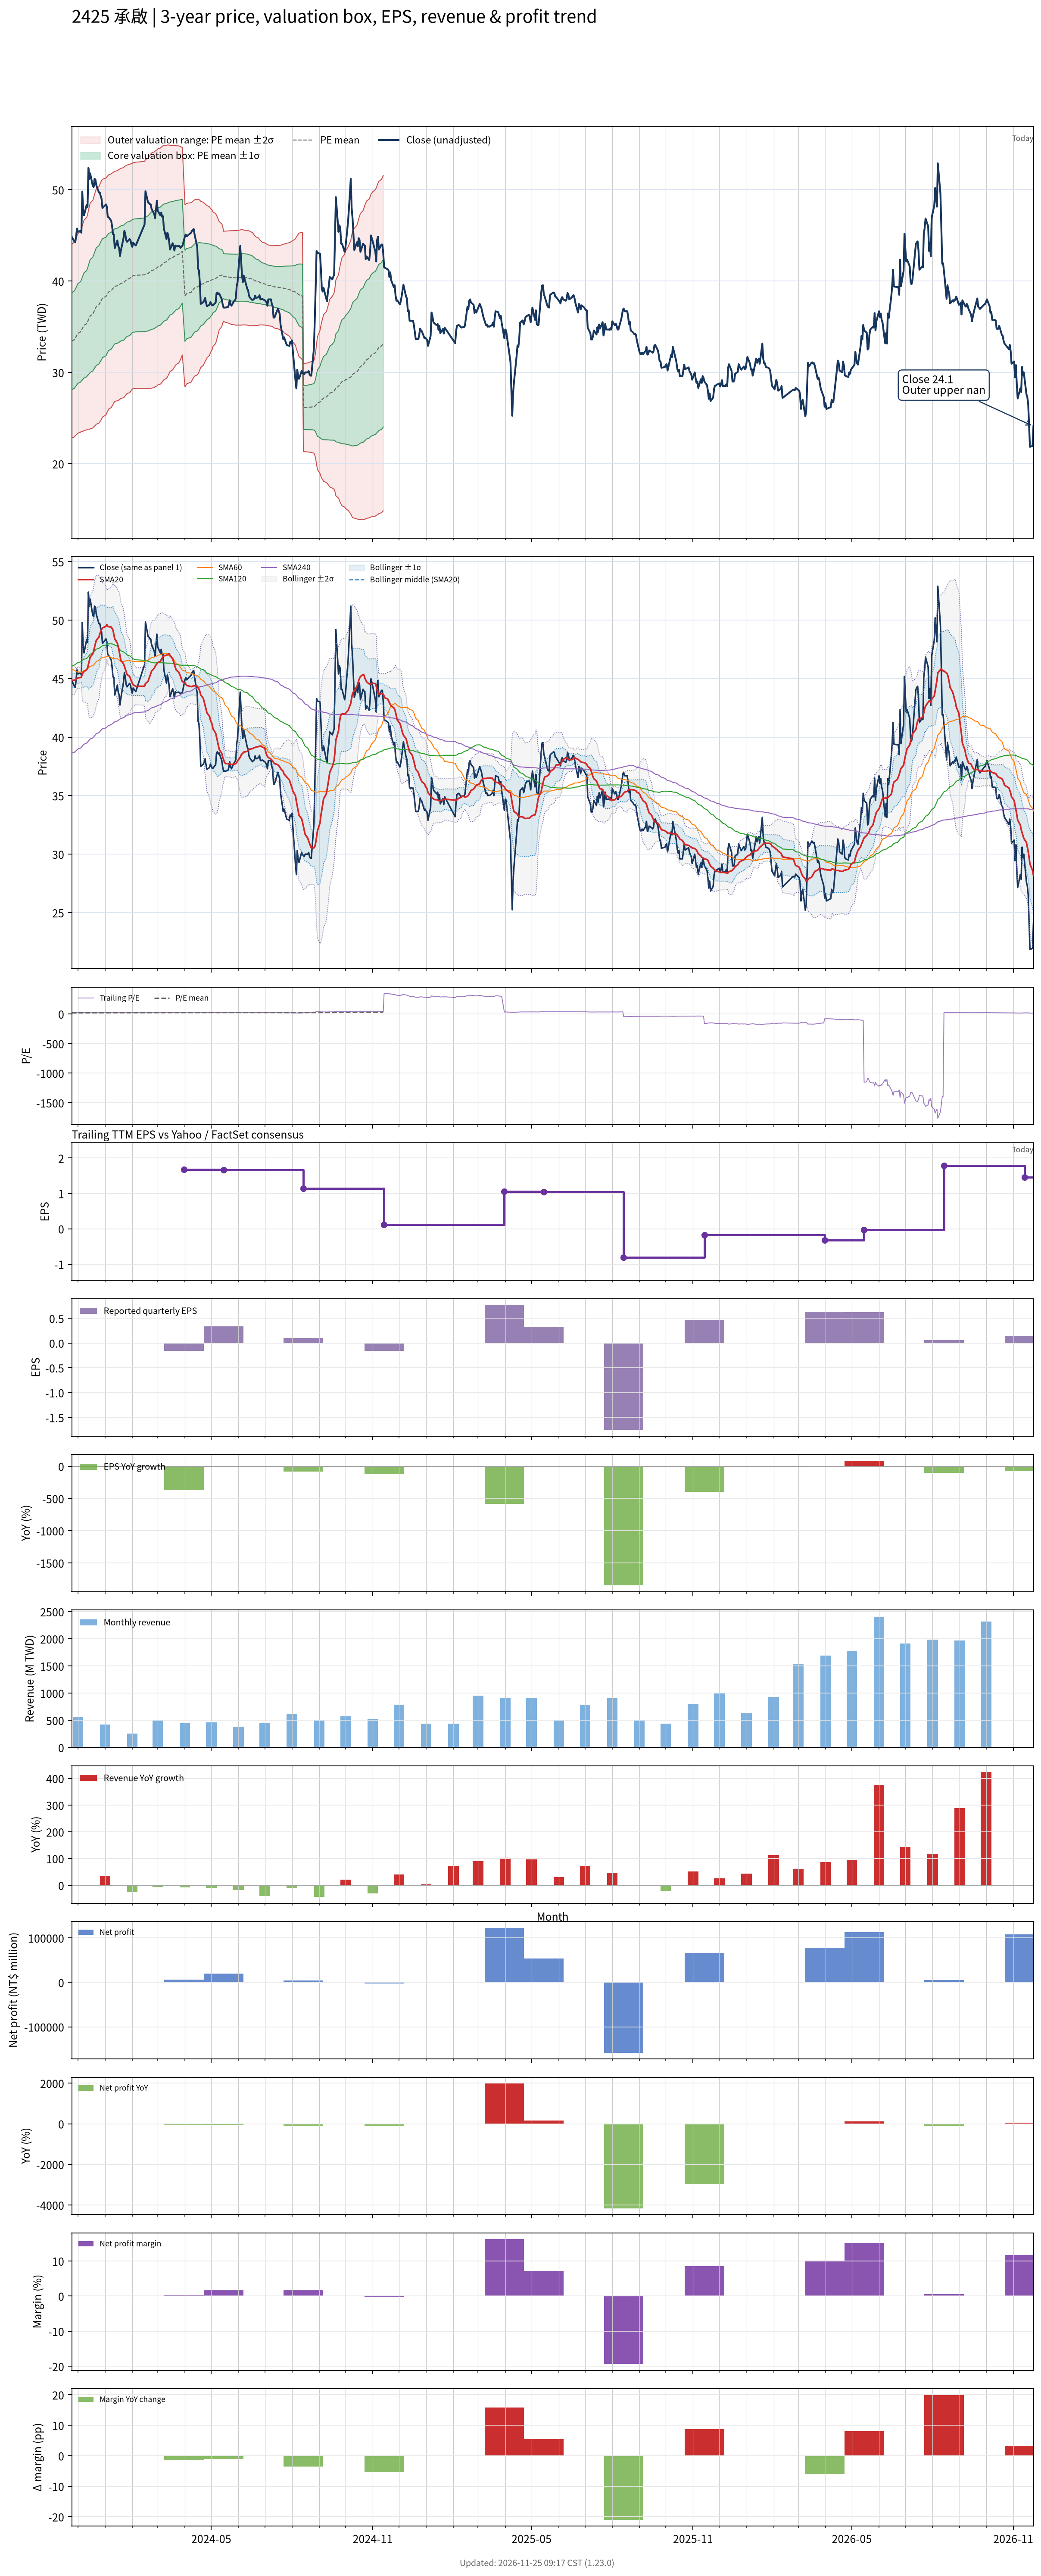 2425 承啟 | 3-year price, valuation box, EPS, revenue & profit trend
Outer valuation range: PE mean ±2σ
PE mean
Close (unadjusted)
Core valuation box: PE mean ±1σ
Today
50
40
30
20
Price (TWD)
Close 24.1
Outer upper nan
Close (same as panel 1)
SMA20
SMA60
SMA120
SMA240
Bollinger ±2σ
Bollinger ±1σ
Bollinger middle (SMA20)
55
50
45
40
35
30
25
Price
Trailing P/E
P/E mean
0
-500
-1000
-1500
P/E
Trailing TTM EPS vs Yahoo / FactSet consensus
Today
2
1
0
-1
EPS
Reported quarterly EPS
0.5
0.0
-0.5
-1.0
-1.5
EPS
EPS YoY growth
0
-500
-1000
-1500
YoY (%)
Monthly revenue
2500
2000
1500
1000
500
0
Revenue (M TWD)
Revenue YoY growth
400
300
200
100
0
YoY (%)
Month
Net profit
100000
0
-100000
Net profit (NT$ million)
Net profit YoY
2000
0
-2000
-4000
YoY (%)
Net profit margin
10
0
-10
-20
Margin (%)
Margin YoY change
20
10
0
-10
-20
Δ margin (pp)
2024-05
2024-11
2025-05
2025-11
2026-05
2026-11
Updated: 2026-11-25 09:17 CST (1.23.0)